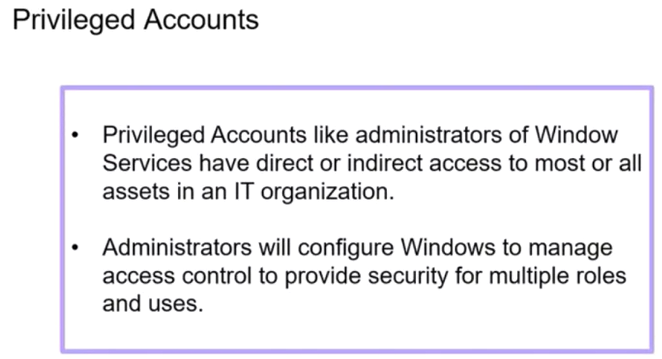 Privileged Accounts
• Privileged Accounts like administrators of Window
Services have direct or indirect access to most or all
assets in an IT organization.
• Administrators will configure Windows to manage
access control to provide security for multiple roles
and uses.